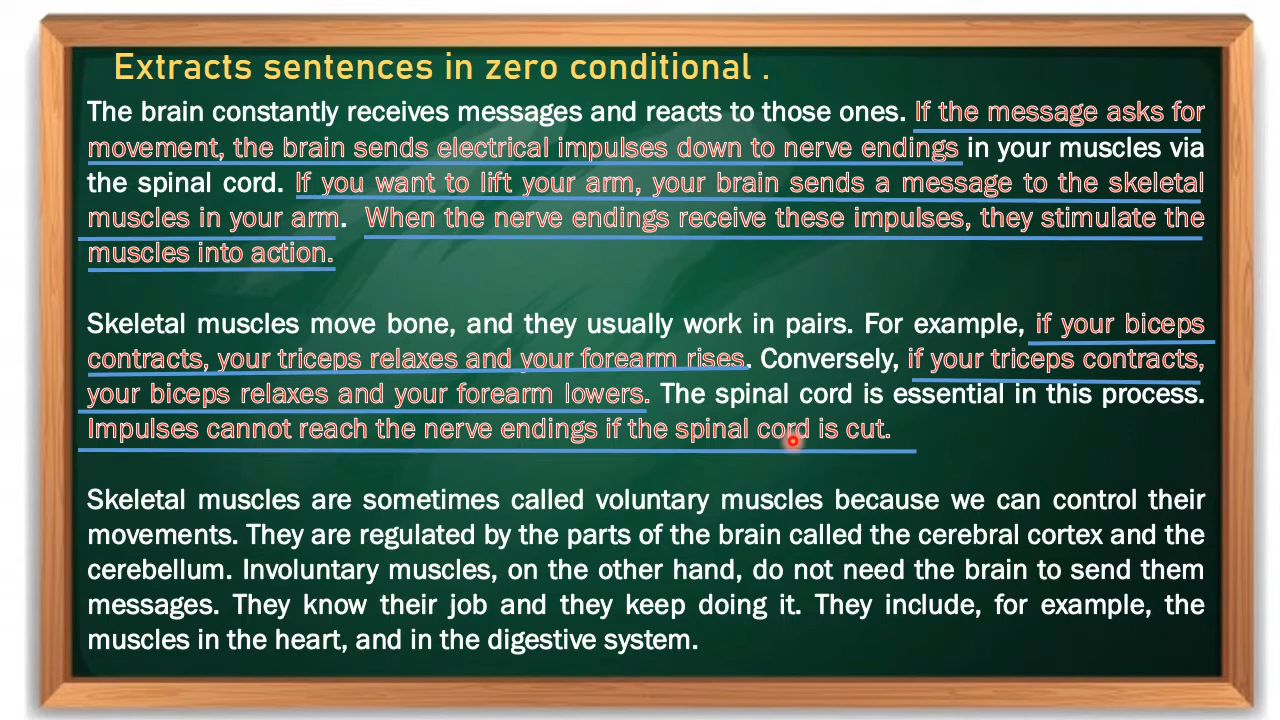 Extracts sentences in zero conditional .
The brain constantly receives messages and reacts to those ones. If the message asks for
movement, the brain sends electrical impulses down to nerve endings in your muscles via
the spinal cord. If you want to lift your arm, your brain sends a message to the skeletal
muscles in your arm. When the nerve endings receive these impulses, they stimulate the
muscles into action.
Skeletal muscles move bone, and they usually work in pairs. For example, if your biceps
contracts, your triceps relaxes and your forearm rises. Conversely, if your triceps contracts,
your biceps relaxes and your forearm lowers. The spinal cord is essential in this process.
Impulses cannot reach the nerve endings if the spinal cord is cut.
Skeletal muscles are sometimes called voluntary muscles because we can control their
movements. They are regulated by the parts of the brain called the cerebral cortex and the
cerebellum. Involuntary muscles, on the other hand, do not need the brain to send them
messages. They know their job and they keep doing it. They include, for example, the
muscles in the heart, and in the digestive system.